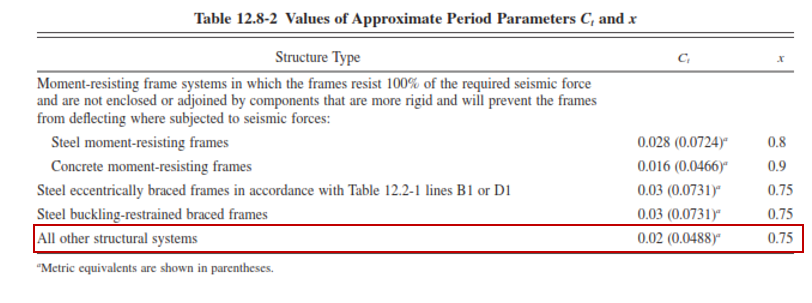 Table 12.8-2 Values of Approximate Period Parameters Ct and x
Structure Type Ct x
Moment-resisting frame systems in which the frames resist 100% of the required seismic force
and are not enclosed or adjoined by components that are more rigid and will prevent the frames
from deflecting where subjected to seismic forces:
Steel moment-resisting frames 0.028 (0.0724)a 0.8
Concrete moment-resisting frames 0.016 (0.0466)a 0.9
Steel eccentrically braced frames in accordance with Table 12.2-1 lines B1 or D1 0.03 (0.0731)a 0.75
Steel buckling-restrained braced frames 0.03 (0.0731)a 0.75
All other structural systems 0.02 (0.0488)a 0.75
aMetric equivalents are shown in parentheses.